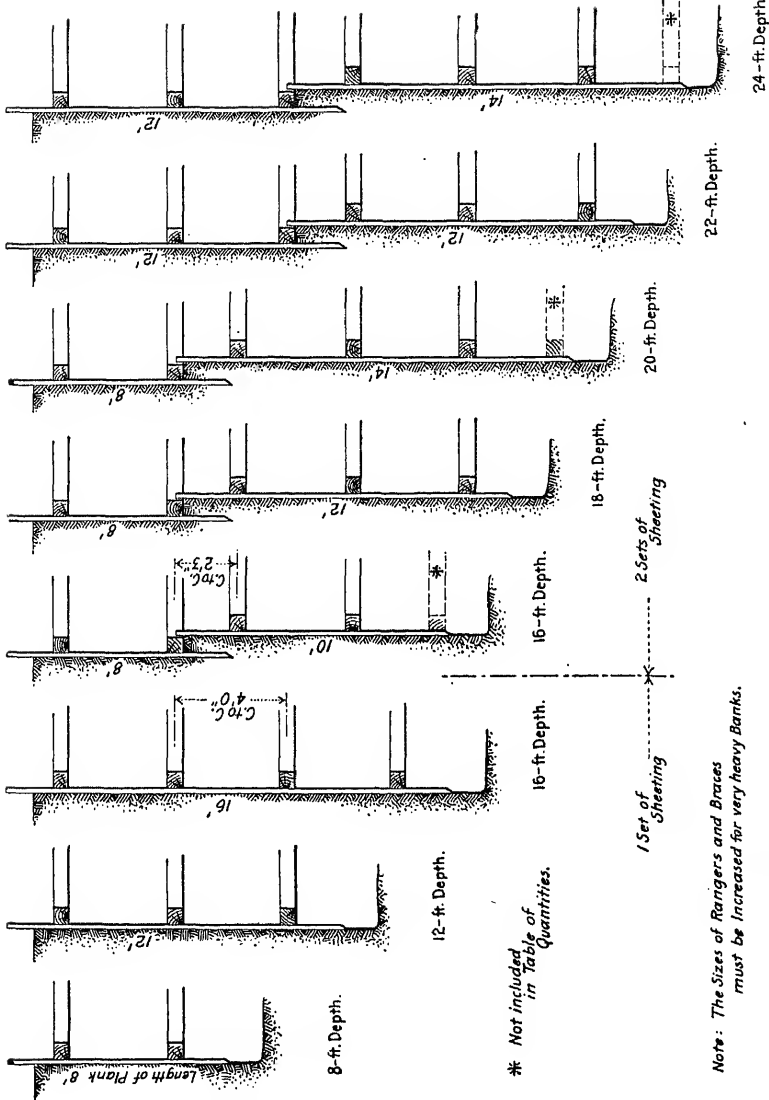 Length of Plank 8'
8-ft. Depth.
12'
12-ft. Depth.
16'
C. to C.
4'0"
16-ft. Depth.
8'
C. to C.
2'3"
10'
✳
16-ft. Depth.
8'
12'
18-ft. Depth.
8'
14'
✳
20-ft. Depth.
12'
12'
22-ft. Depth.
12'
14'
✳
24-ft. Depth.
1 Set of
Sheeting
2 Sets of
Sheeting
✳ Not included
in Table of
Quantities.
Note: The Sizes of Rangers and Braces
must be Increased for very heavy Banks.